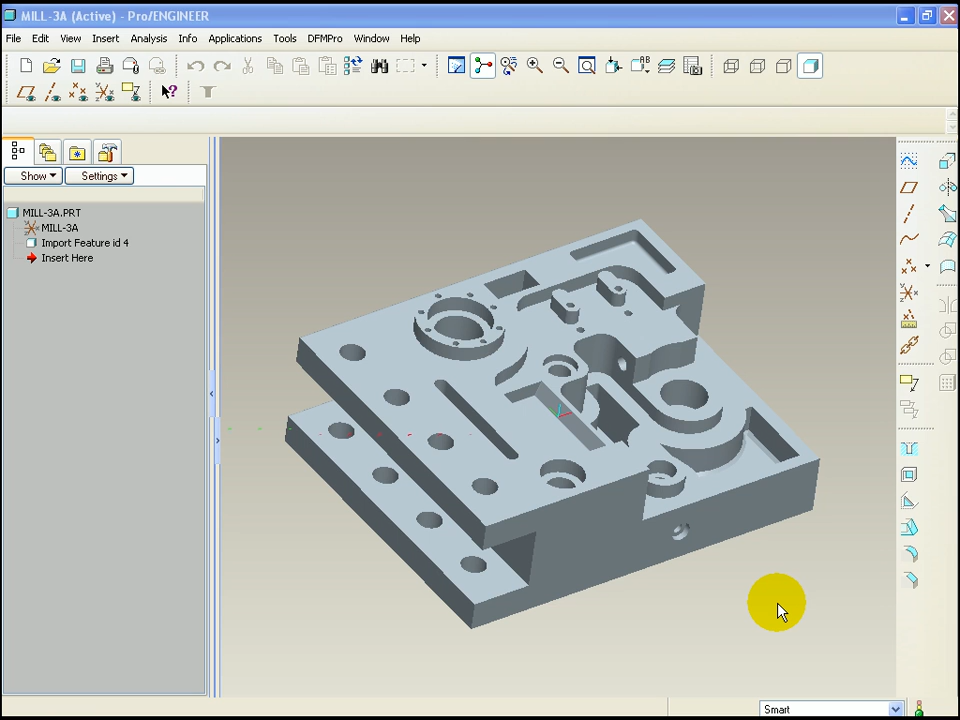 MILL-3A (Active) - Pro/ENGINEER
File Edit View Insert Analysis Info Applications Tools DFMPro Window Help
Show Settings
MILL-3A.PRT
MILL-3A
Import Feature id 4
Insert Here
Smart